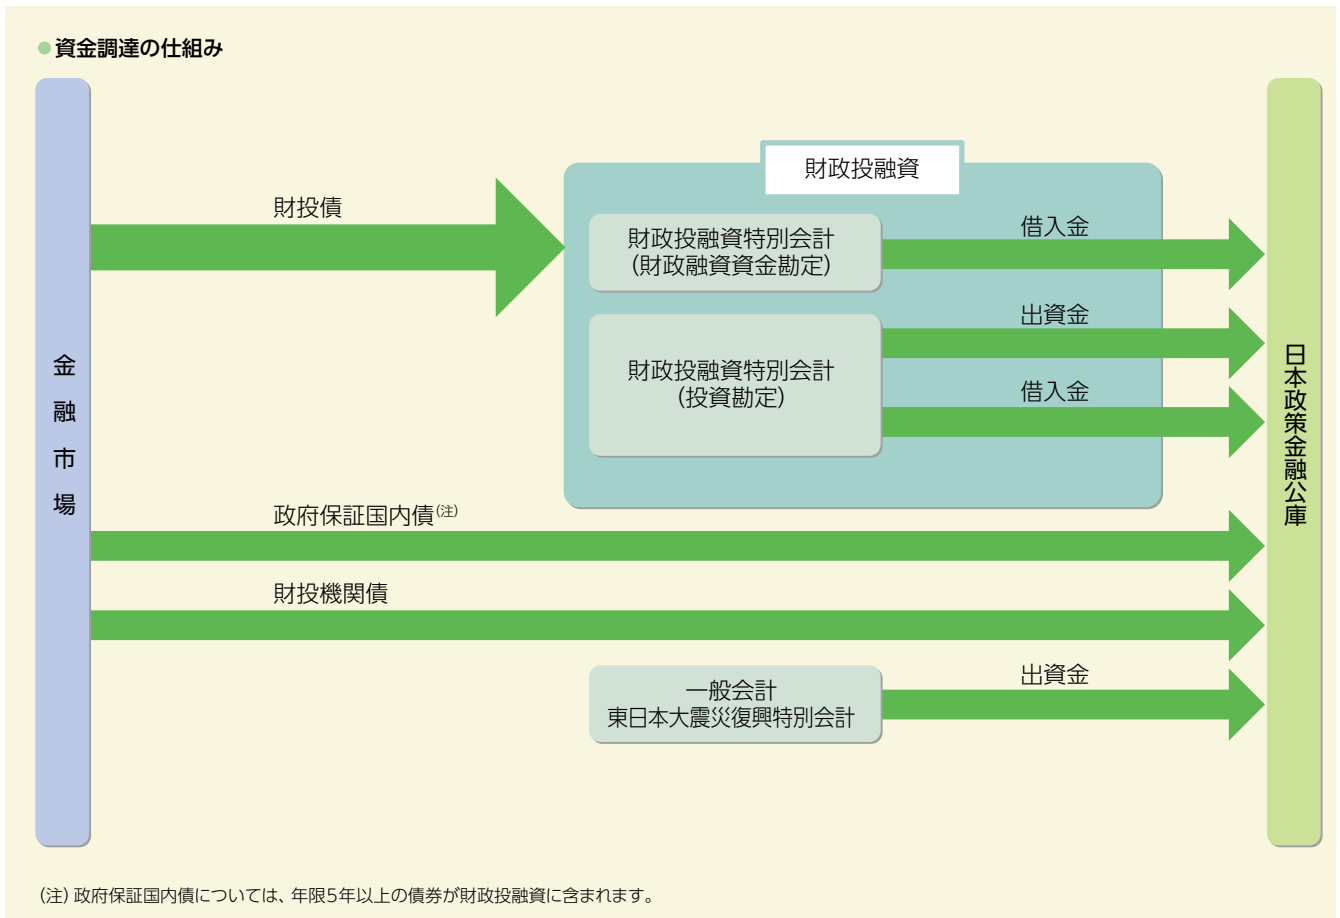 ●資金調達の仕組み
金融市場
財投債
財政投融資
財政投融資特別会計
(財政融資資金勘定)
借入金
財政投融資特別会計
(投資勘定)
出資金
借入金
政府保証国内債(注)
財投機関債
一般会計
東日本大震災復興特別会計
出資金
日本政策金融公庫
(注) 政府保証国内債については、年限5年以上の債券が財政投融資に含まれます。